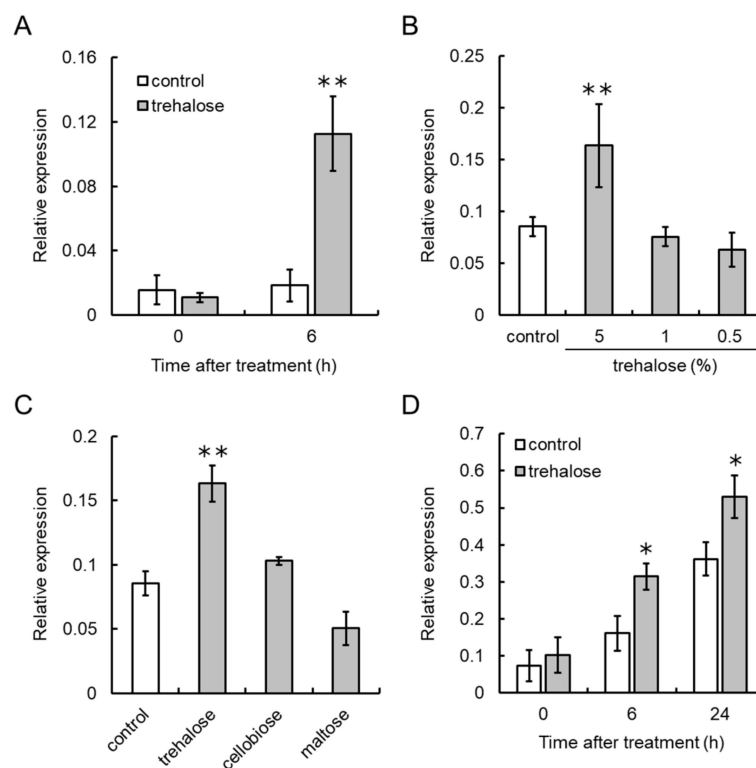 A
0.16
0.12
0.08
0.04
0
Relative expression
control
trehalose
**
0 6
Time after treatment (h)
B
0.25
0.2
0.15
0.1
0.05
0
Relative expression
**
control 5 1 0.5
trehalose (%)
C
0.2
0.15
0.1
0.05
0
Relative expression
**
control
trehalose
cellobiose
maltose
D
0.7
0.6
0.5
0.4
0.3
0.2
0.1
0
Relative expression
control
trehalose
*
*
0 6 24
Time after treatment (h)